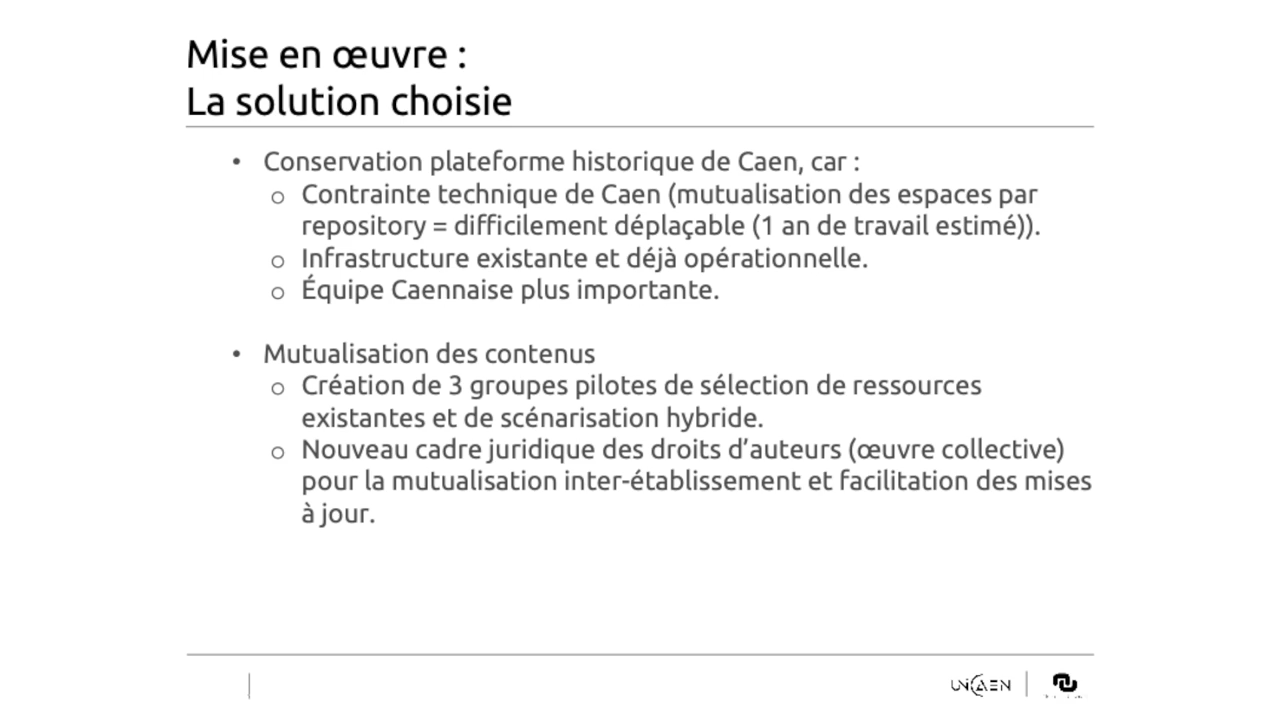 Mise en œuvre :
La solution choisie
• Conservation plateforme historique de Caen, car :
o Contrainte technique de Caen (mutualisation des espaces par
repository = difficilement déplaçable (1 an de travail estimé)).
o Infrastructure existante et déjà opérationnelle.
o Équipe Caennaise plus importante.
• Mutualisation des contenus
o Création de 3 groupes pilotes de sélection de ressources
existantes et de scénarisation hybride.
o Nouveau cadre juridique des droits d’auteurs (œuvre collective)
pour la mutualisation inter-établissement et facilitation des mises
à jour.
UNICAEN